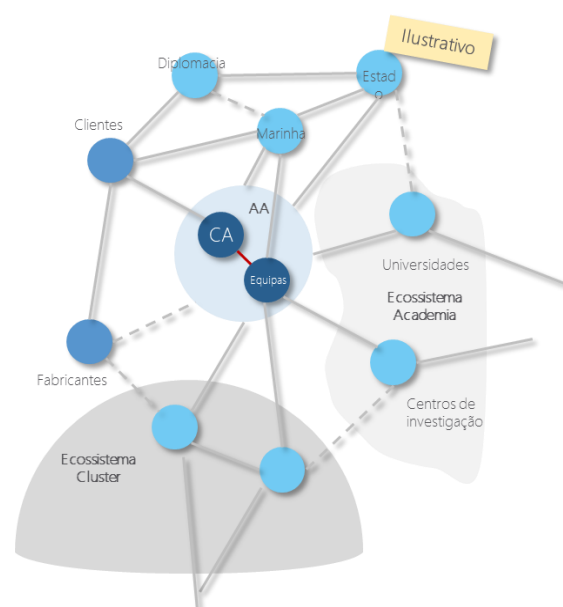 Ilustrativo
Diplomacia
Estad
o
Clientes
Marinha
AA
CA
Equipas
Universidades
Ecossistema
Academia
Fabricantes
Centros de
investigação
Ecossistema
Cluster